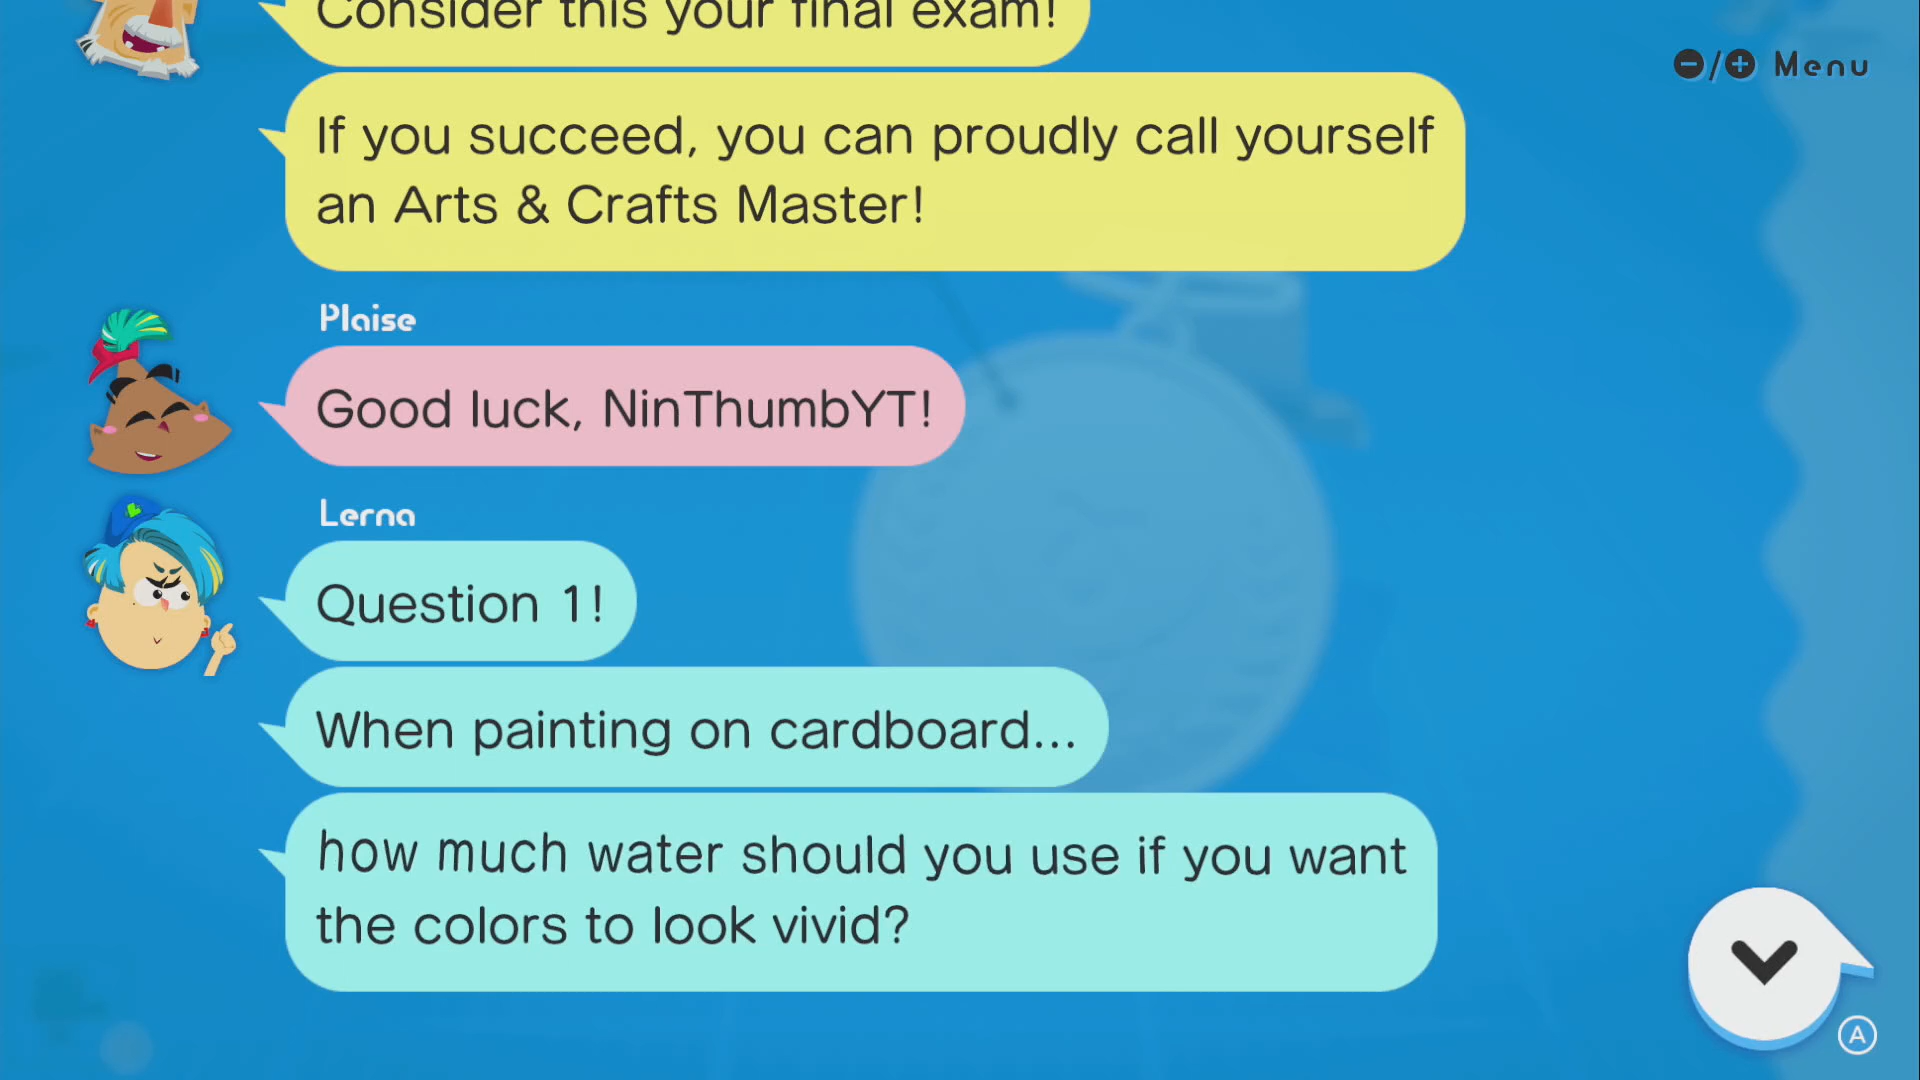 Consider this your final exam!
Menu
If you succeed, you can proudly call yourself
an Arts & Crafts Master!
Plaise
Good luck, NinThumbYT!
Lerna
Question 1!
When painting on cardboard...
how much water should you use if you want
the colors to look vivid?
A